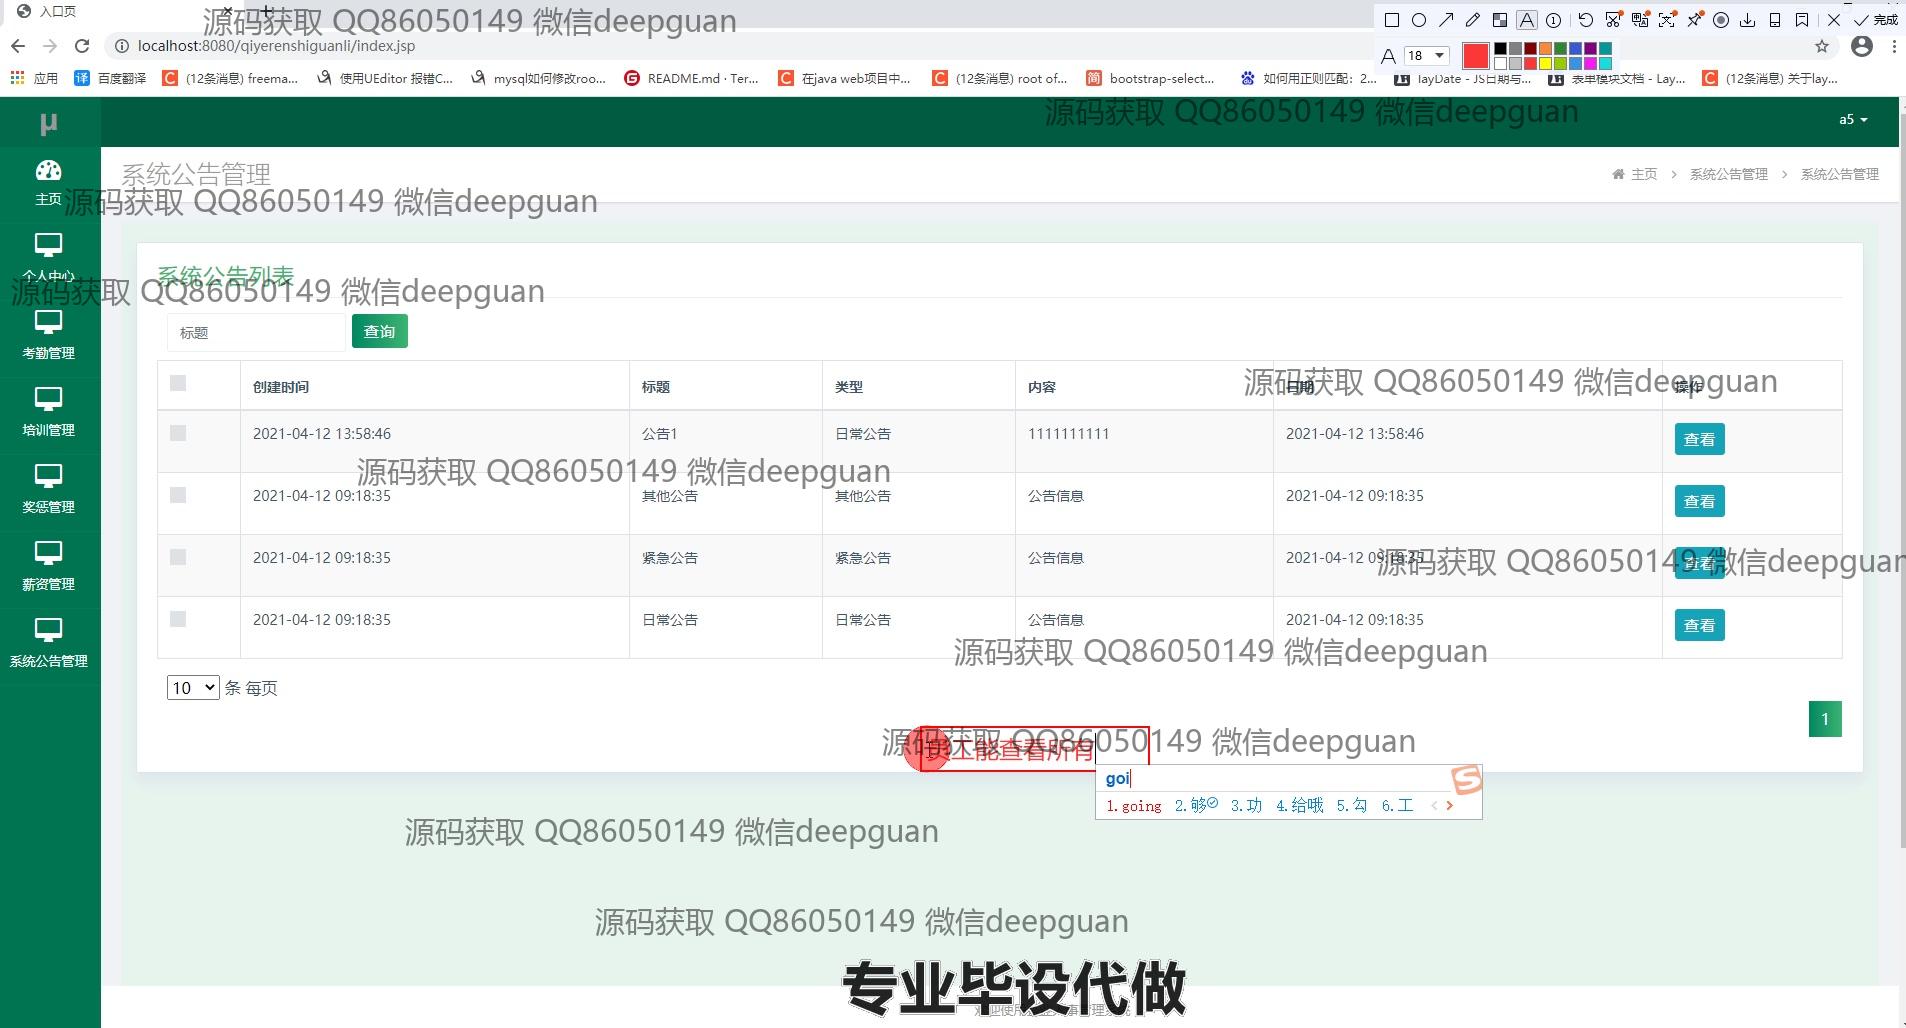 入口页
源码获取 QQ86050149 微信deepguan
完成
localhost:8080/qiyerenshiguanli/index.jsp
18
应用
百度翻译
(12条消息) freema...
使用UEditor 报错C...
mysql如何修改roo...
README.md · Ter...
在java web项目中...
(12条消息) root of...
bootstrap-select...
如何用正则匹配: 2...
layDate - JS日期与...
表单模块文档 - Lay...
(12条消息) 关于lay...
μ
源码获取 QQ86050149 微信deepguan
a5
系统公告管理
主页 > 系统公告管理 > 系统公告管理
主页
源码获取 QQ86050149 微信deepguan
个人中心
系统公告列表
源码获取 QQ86050149 微信deepguan
标题
查询
考勤管理
创建时间 标题 类型 内容 日期 操作
源码获取 QQ86050149 微信deepguan
2021-04-12 13:58:46 公告1 日常公告 1111111111 2021-04-12 13:58:46 查看
培训管理
源码获取 QQ86050149 微信deepguan
2021-04-12 09:18:35 其他公告 其他公告 公告信息 2021-04-12 09:18:35 查看
奖惩管理
2021-04-12 09:18:35 紧急公告 紧急公告 公告信息 2021-04-12 09:18:35 查看
源码获取 QQ86050149 微信deepguan
薪资管理
2021-04-12 09:18:35 日常公告 日常公告 公告信息 2021-04-12 09:18:35 查看
源码获取 QQ86050149 微信deepguan
系统公告管理
10 条 每页
1
源码获取 QQ86050149 微信deepguan
员工能查看所有
goi
1.going 2.够 3.功 4.给哦 5.勾 6.工
源码获取 QQ86050149 微信deepguan
源码获取 QQ86050149 微信deepguan
专业毕设代做